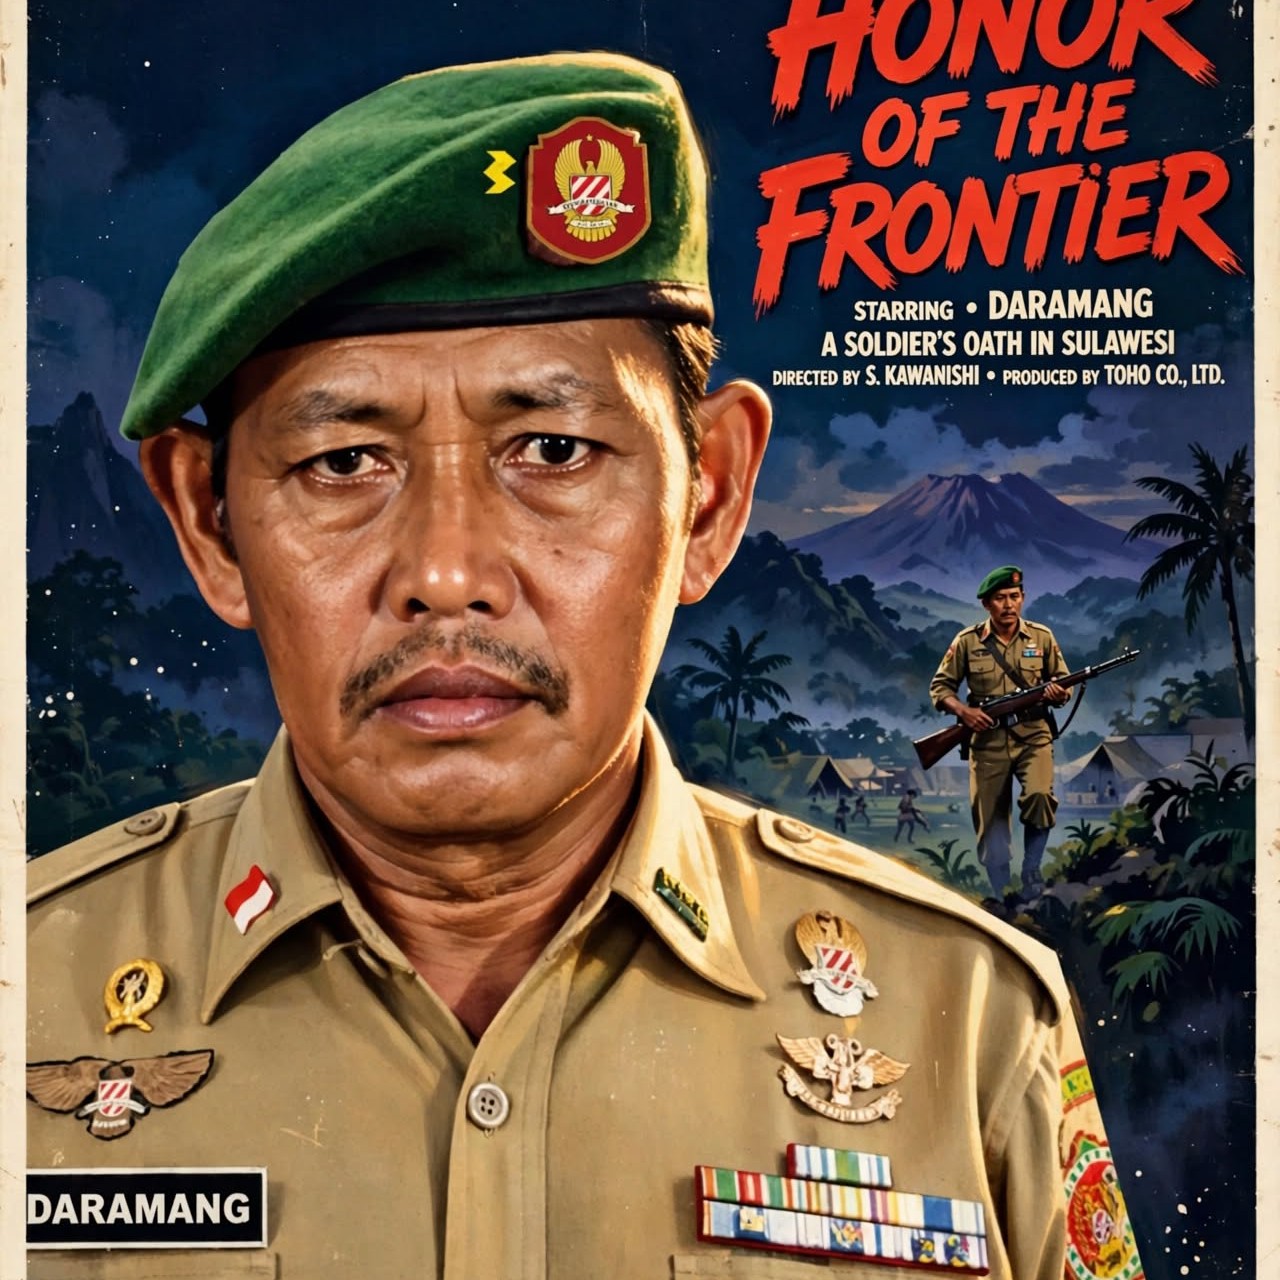 HONOR
OF THE
FRONTiER
STARRING • DARAMANG
A SOLDIER'S OATH IN SULAWESI
DIRECTED BY S. KAWANISHI • PRODUCED BY TOHO CO., LTD.
DARAMANG